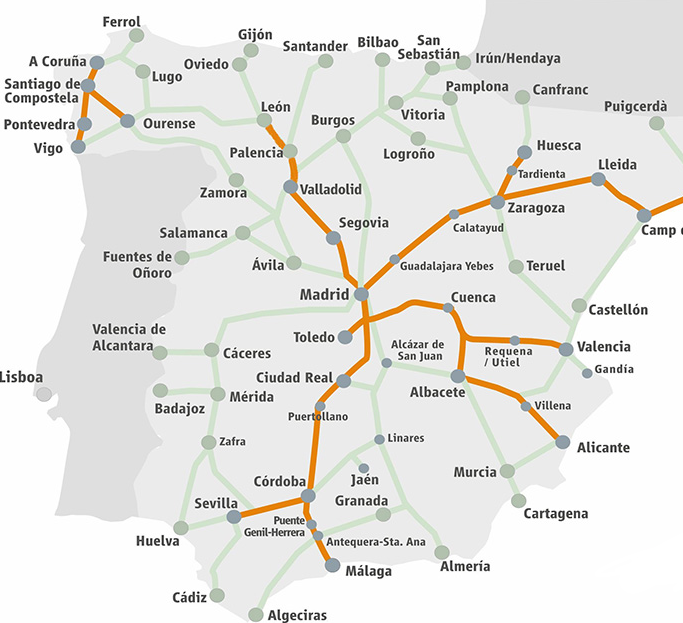 Ferrol
Gijón
Santander
Bilbao
San
Sebastián
Irún/Hendaya
A Coruña
Oviedo
Lugo
Santiago de
Compostela
Pamplona
Canfranc
Puigcerdà
León
Burgos
Vitoria
Pontevedra
Ourense
Vigo
Palencia
Logroño
Huesca
Tardienta
Lleida
Zamora
Valladolid
Zaragoza
Salamanca
Segovia
Calatayud
Camp d
Fuentes de
Oñoro
Ávila
Guadalajara Yebes
Teruel
Madrid
Cuenca
Castellón
Valencia de
Alcantara
Toledo
Alcázar de
San Juan
Requena
/ Utiel
Valencia
Cáceres
Gandía
Lisboa
Ciudad Real
Albacete
Mérida
Badajoz
Puertollano
Villena
Zafra
Linares
Alicante
Murcia
Jaén
Córdoba
Sevilla
Granada
Cartagena
Puente
Genil-Herrera
Huelva
Antequera-Sta. Ana
Málaga
Almería
Cádiz
Algeciras